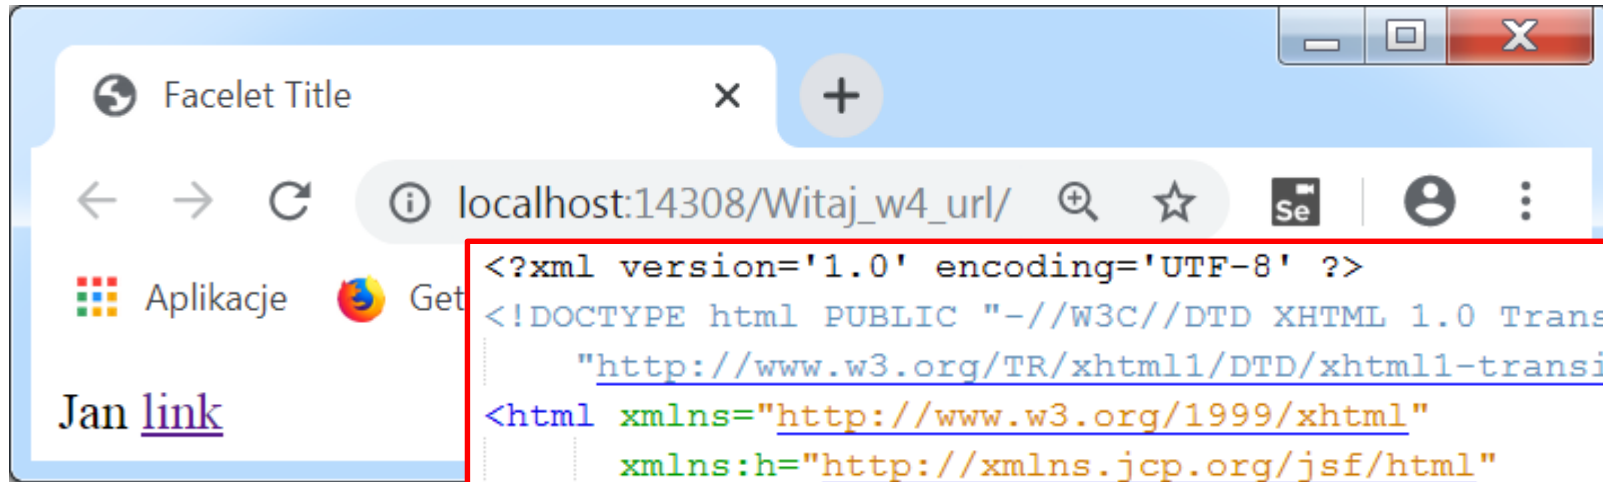 Facelet Title
localhost:14308/Witaj_w4_url/
Se
Aplikacje Get
Jan link
<?xml version='1.0' encoding='UTF-8' ?>
<!DOCTYPE html PUBLIC "-//W3C//DTD XHTML 1.0 Trans
"http://www.w3.org/TR/xhtml1/DTD/xhtml1-transi
<html xmlns="http://www.w3.org/1999/xhtml"
xmlns:h="http://xmlns.jcp.org/jsf/html"